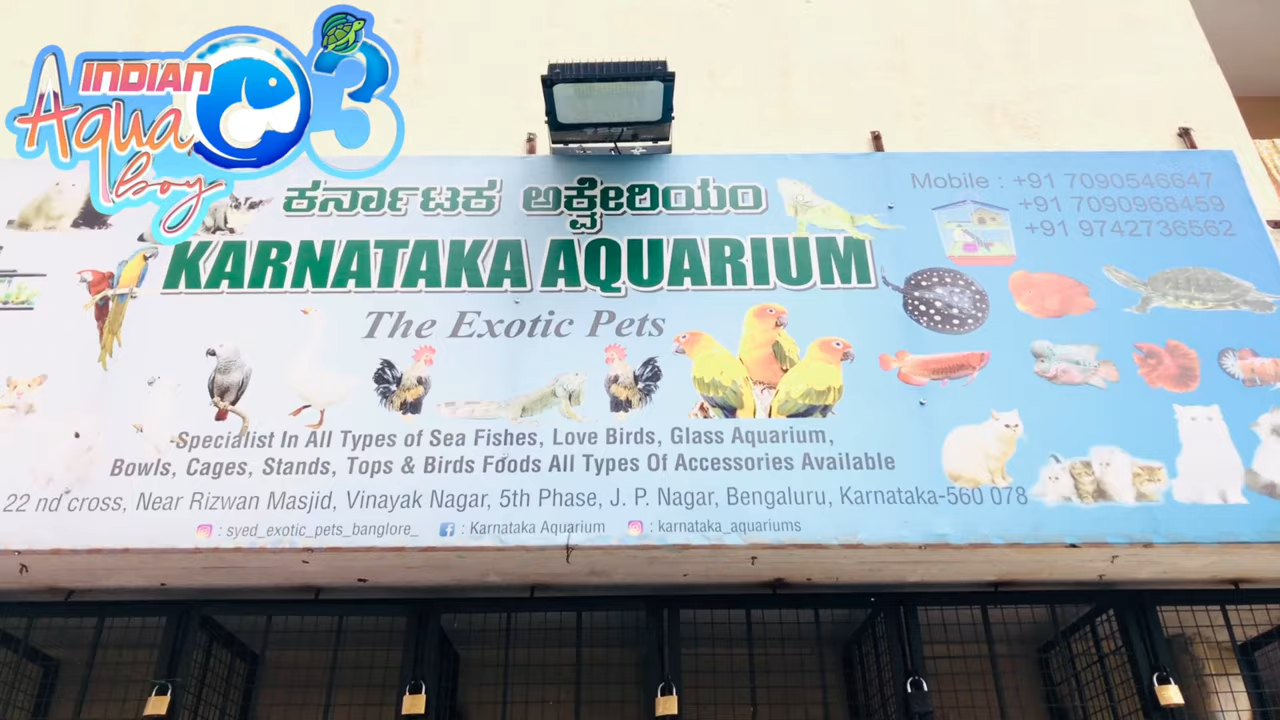 INDIAN
Aqua
boy
3
ಕರ್ನಾಟಕ ಅಕ್ವೇರಿಯಂ
KARNATAKA AQUARIUM
The Exotic Pets
Mobile : +91 7090546647
+91 7090968459
+91 9742736562
-Specialist In All Types of Sea Fishes, Love Birds, Glass Aquarium,
Bowls, Cages, Stands, Tops & Birds Foods All Types Of Accessories Available
22 nd cross, Near Rizwan Masjid, Vinayak Nagar, 5th Phase, J. P. Nagar, Bengaluru, Karnataka-560 078
: syed_exotic_pets_banglore_ : Karnataka Aquarium : karnataka_aquariums